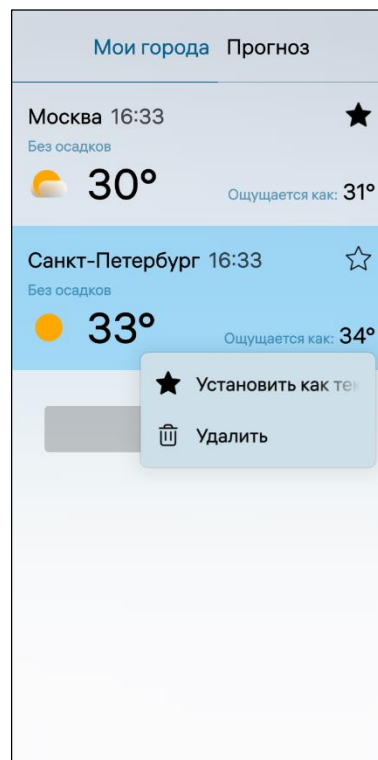 Мои города Прогноз
Москва 16:33
Без осадков
30° Ощущается как: 31°
Санкт-Петербург 16:33
Без осадков
33° Ощущается как: 34°
Установить как те
Удалить